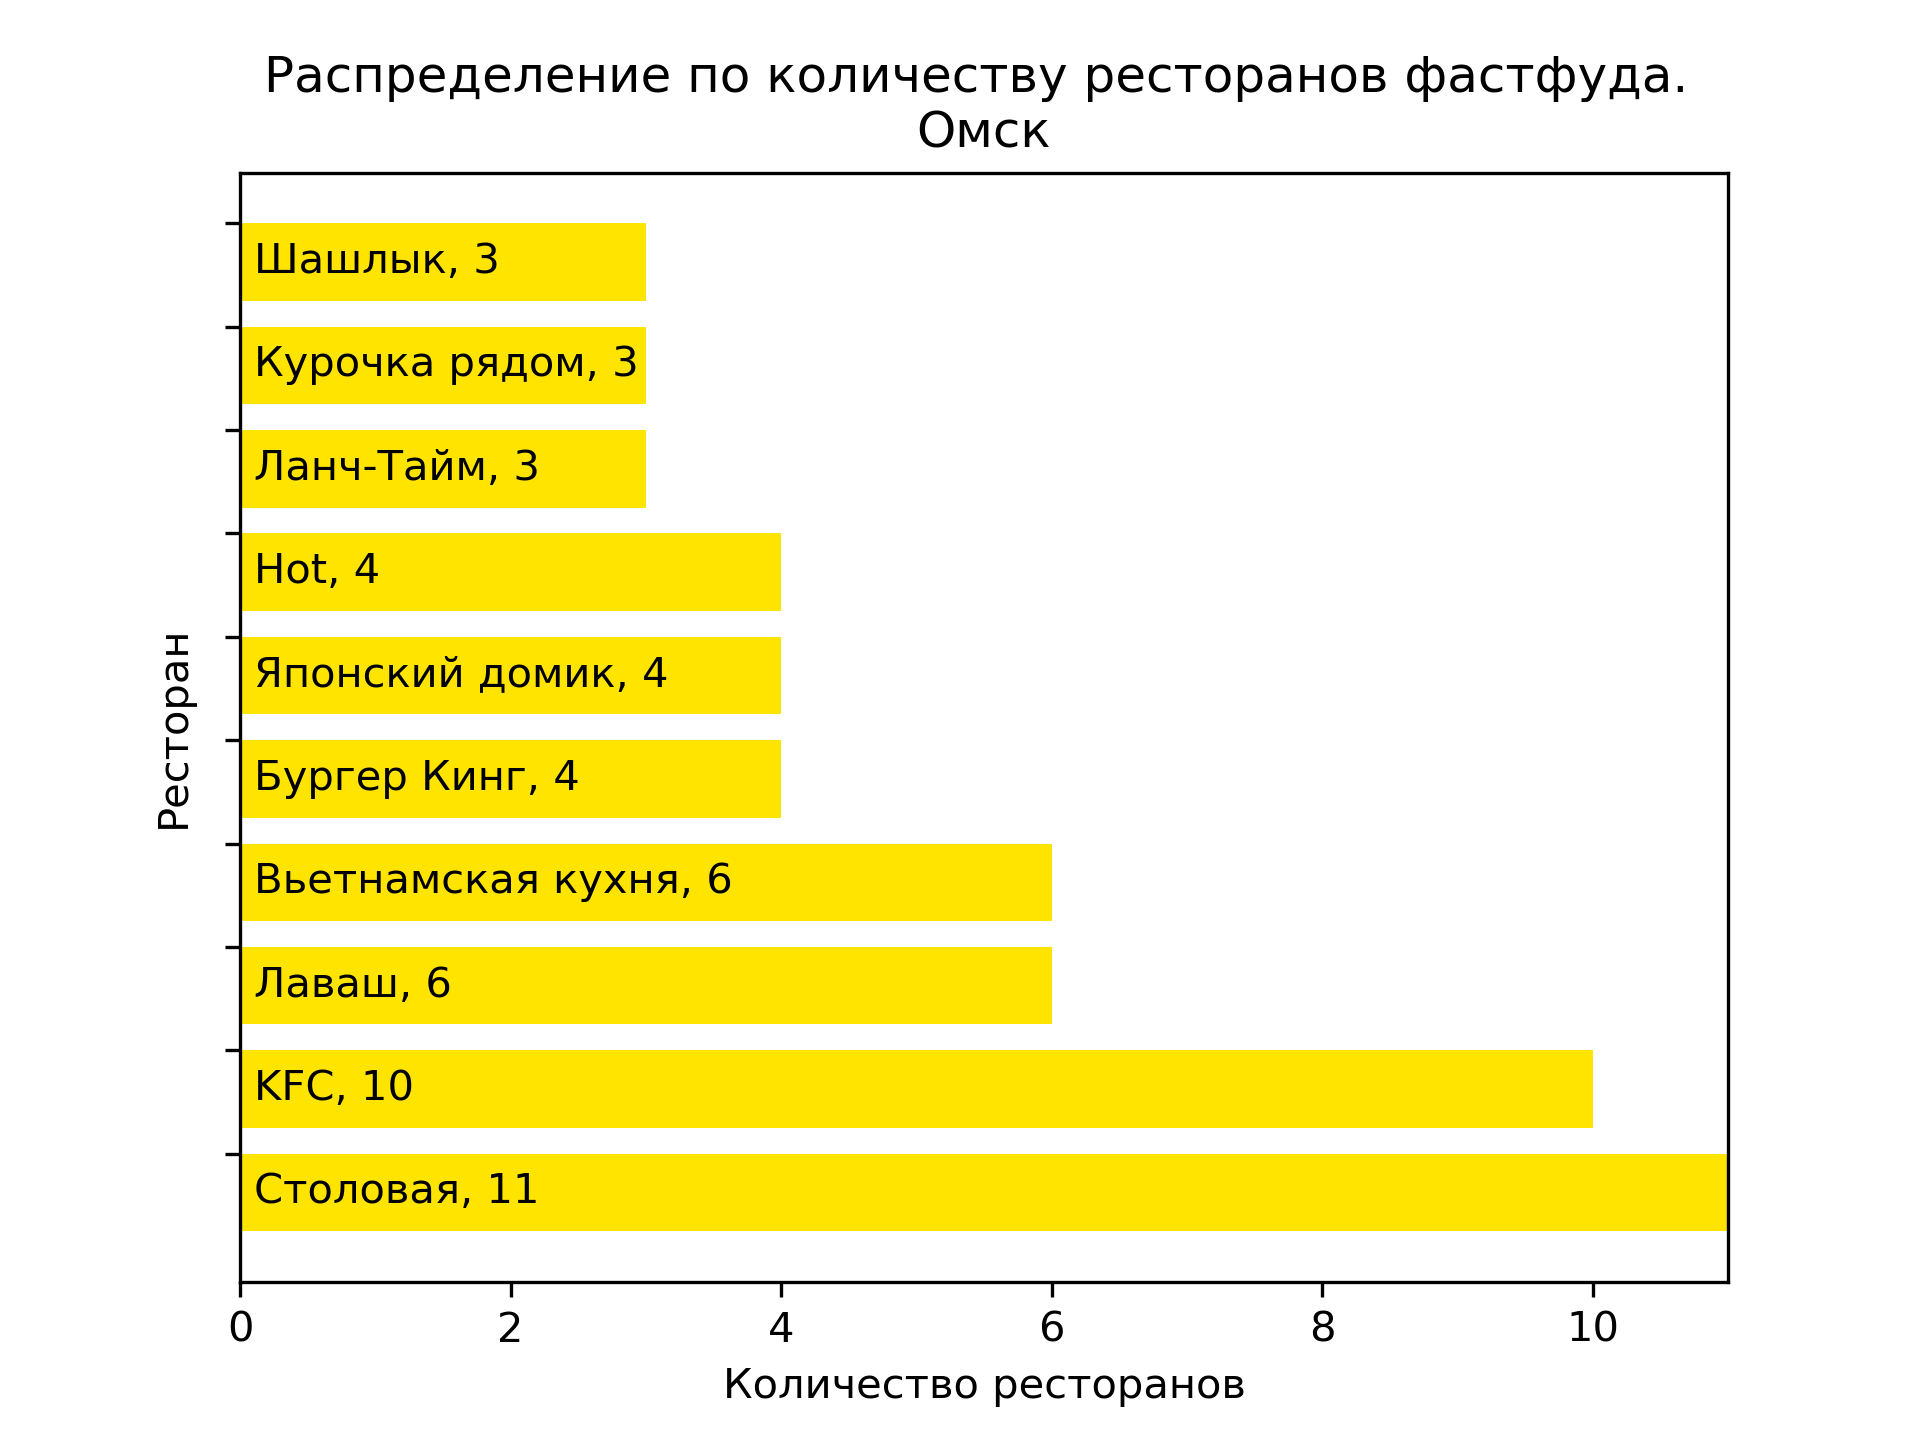 Распределение по количеству ресторанов фастфуда.
Омск
Ресторан
Шашлык, 3
Курочка рядом, 3
Ланч-Тайм, 3
Hot, 4
Японский домик, 4
Бургер Кинг, 4
Вьетнамская кухня, 6
Лаваш, 6
KFC, 10
Столовая, 11
0 2 4 6 8 10
Количество ресторанов